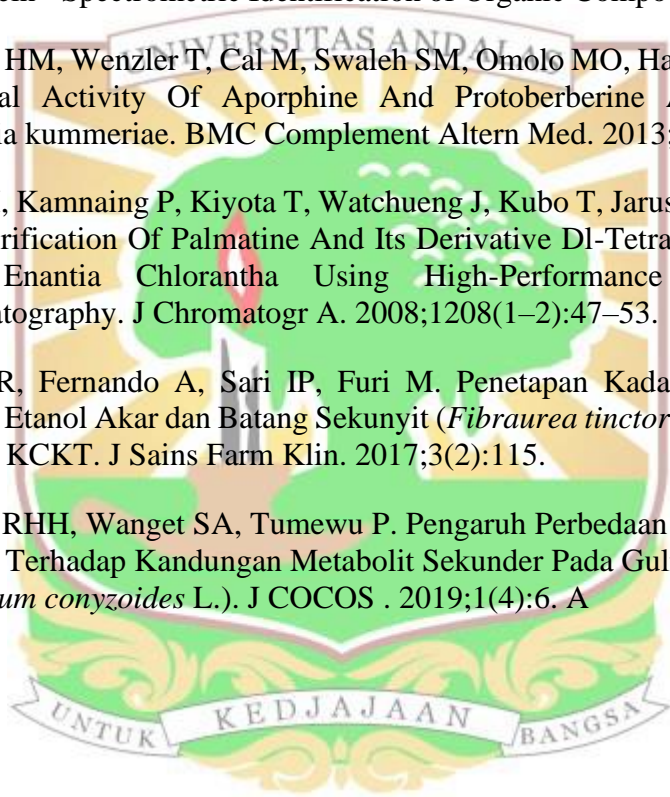 Spectrometric Identification of Organic Compo
UNIVERSITAS ANDALAS
HM, Wenzler T, Cal M, Swaleh SM, Omolo MO, Ha
al Activity Of Aporphine And Protoberberine
kummeriae. BMC Complement Altern Med. 2013;
, Kamnaing P, Kiyota T, Watchueng J, Kubo T, Jarus
rification Of Palmatine And Its Derivative Dl-Tetra
Enantia Chlorantha Using High-Performance
tography. J Chromatogr A. 2008;1208(1–2):47–53.
R, Fernando A, Sari IP, Furi M. Penetapan Kada
Etanol Akar dan Batang Sekunyit (Fibraurea tinctor
KCKT. J Sains Farm Klin. 2017;3(2):115.
RHH, Wanget SA, Tumewu P. Pengaruh Perbedaan
Terhadap Kandungan Metabolit Sekunder Pada Gul
um conyzoides L.). J COCOS . 2019;1(4):6. A
UNTUK KEDJAJAAN BANGSA